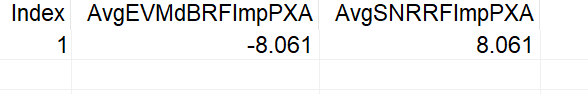 Index AvgEVMdBRFImpPXA AvgSNRRFImpPXA
1 -8.061 8.061